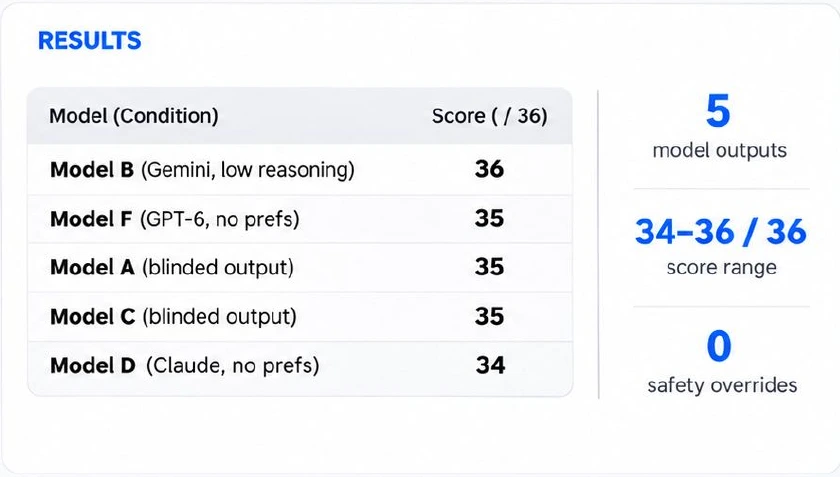 RESULTS
Model (Condition) Score ( / 36)
Model B (Gemini, low reasoning) 36
Model F (GPT-6, no prefs) 35
Model A (blinded output) 35
Model C (blinded output) 35
Model D (Claude, no prefs) 34
5
model outputs
34–36 / 36
score range
0
safety overrides